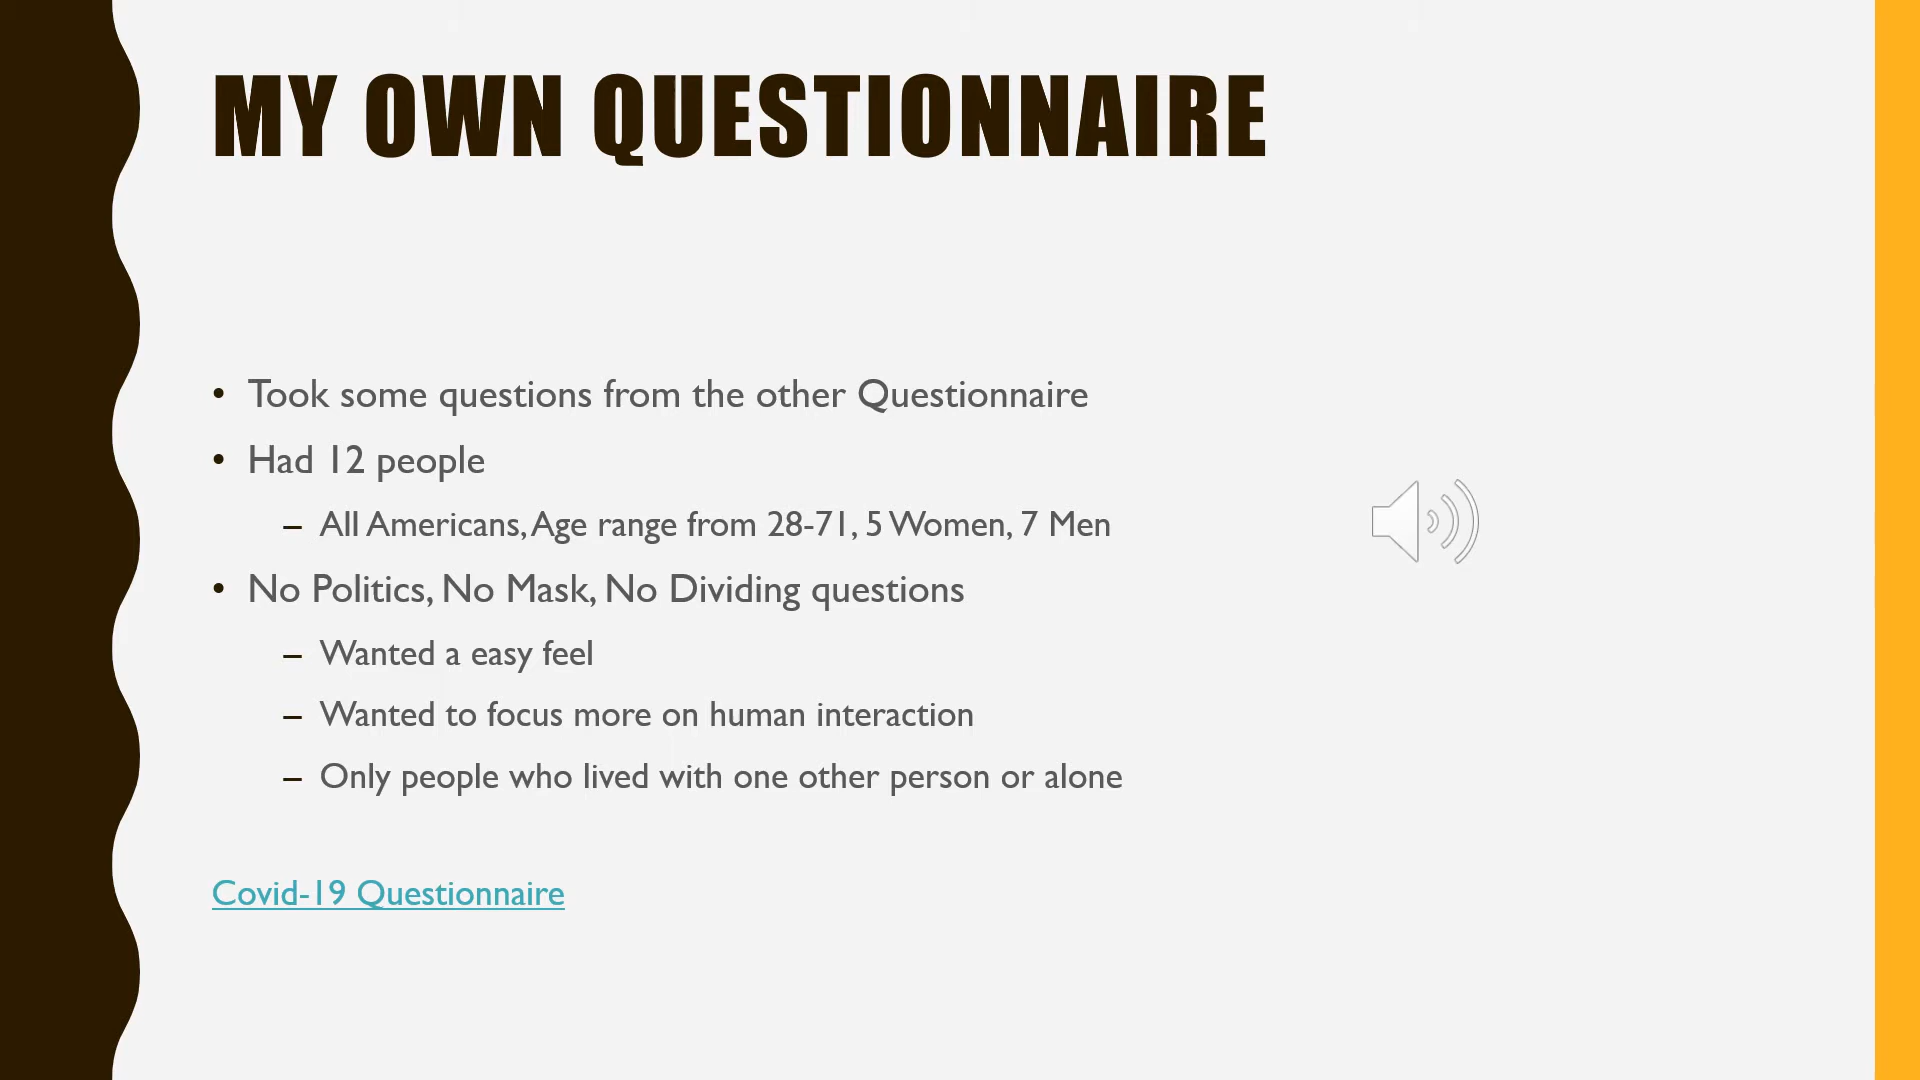 MY OWN QUESTIONNAIRE
• Took some questions from the other Questionnaire
• Had 12 people
– All Americans, Age range from 28-71, 5 Women, 7 Men
• No Politics, No Mask, No Dividing questions
– Wanted a easy feel
– Wanted to focus more on human interaction
– Only people who lived with one other person or alone
Covid-19 Questionnaire